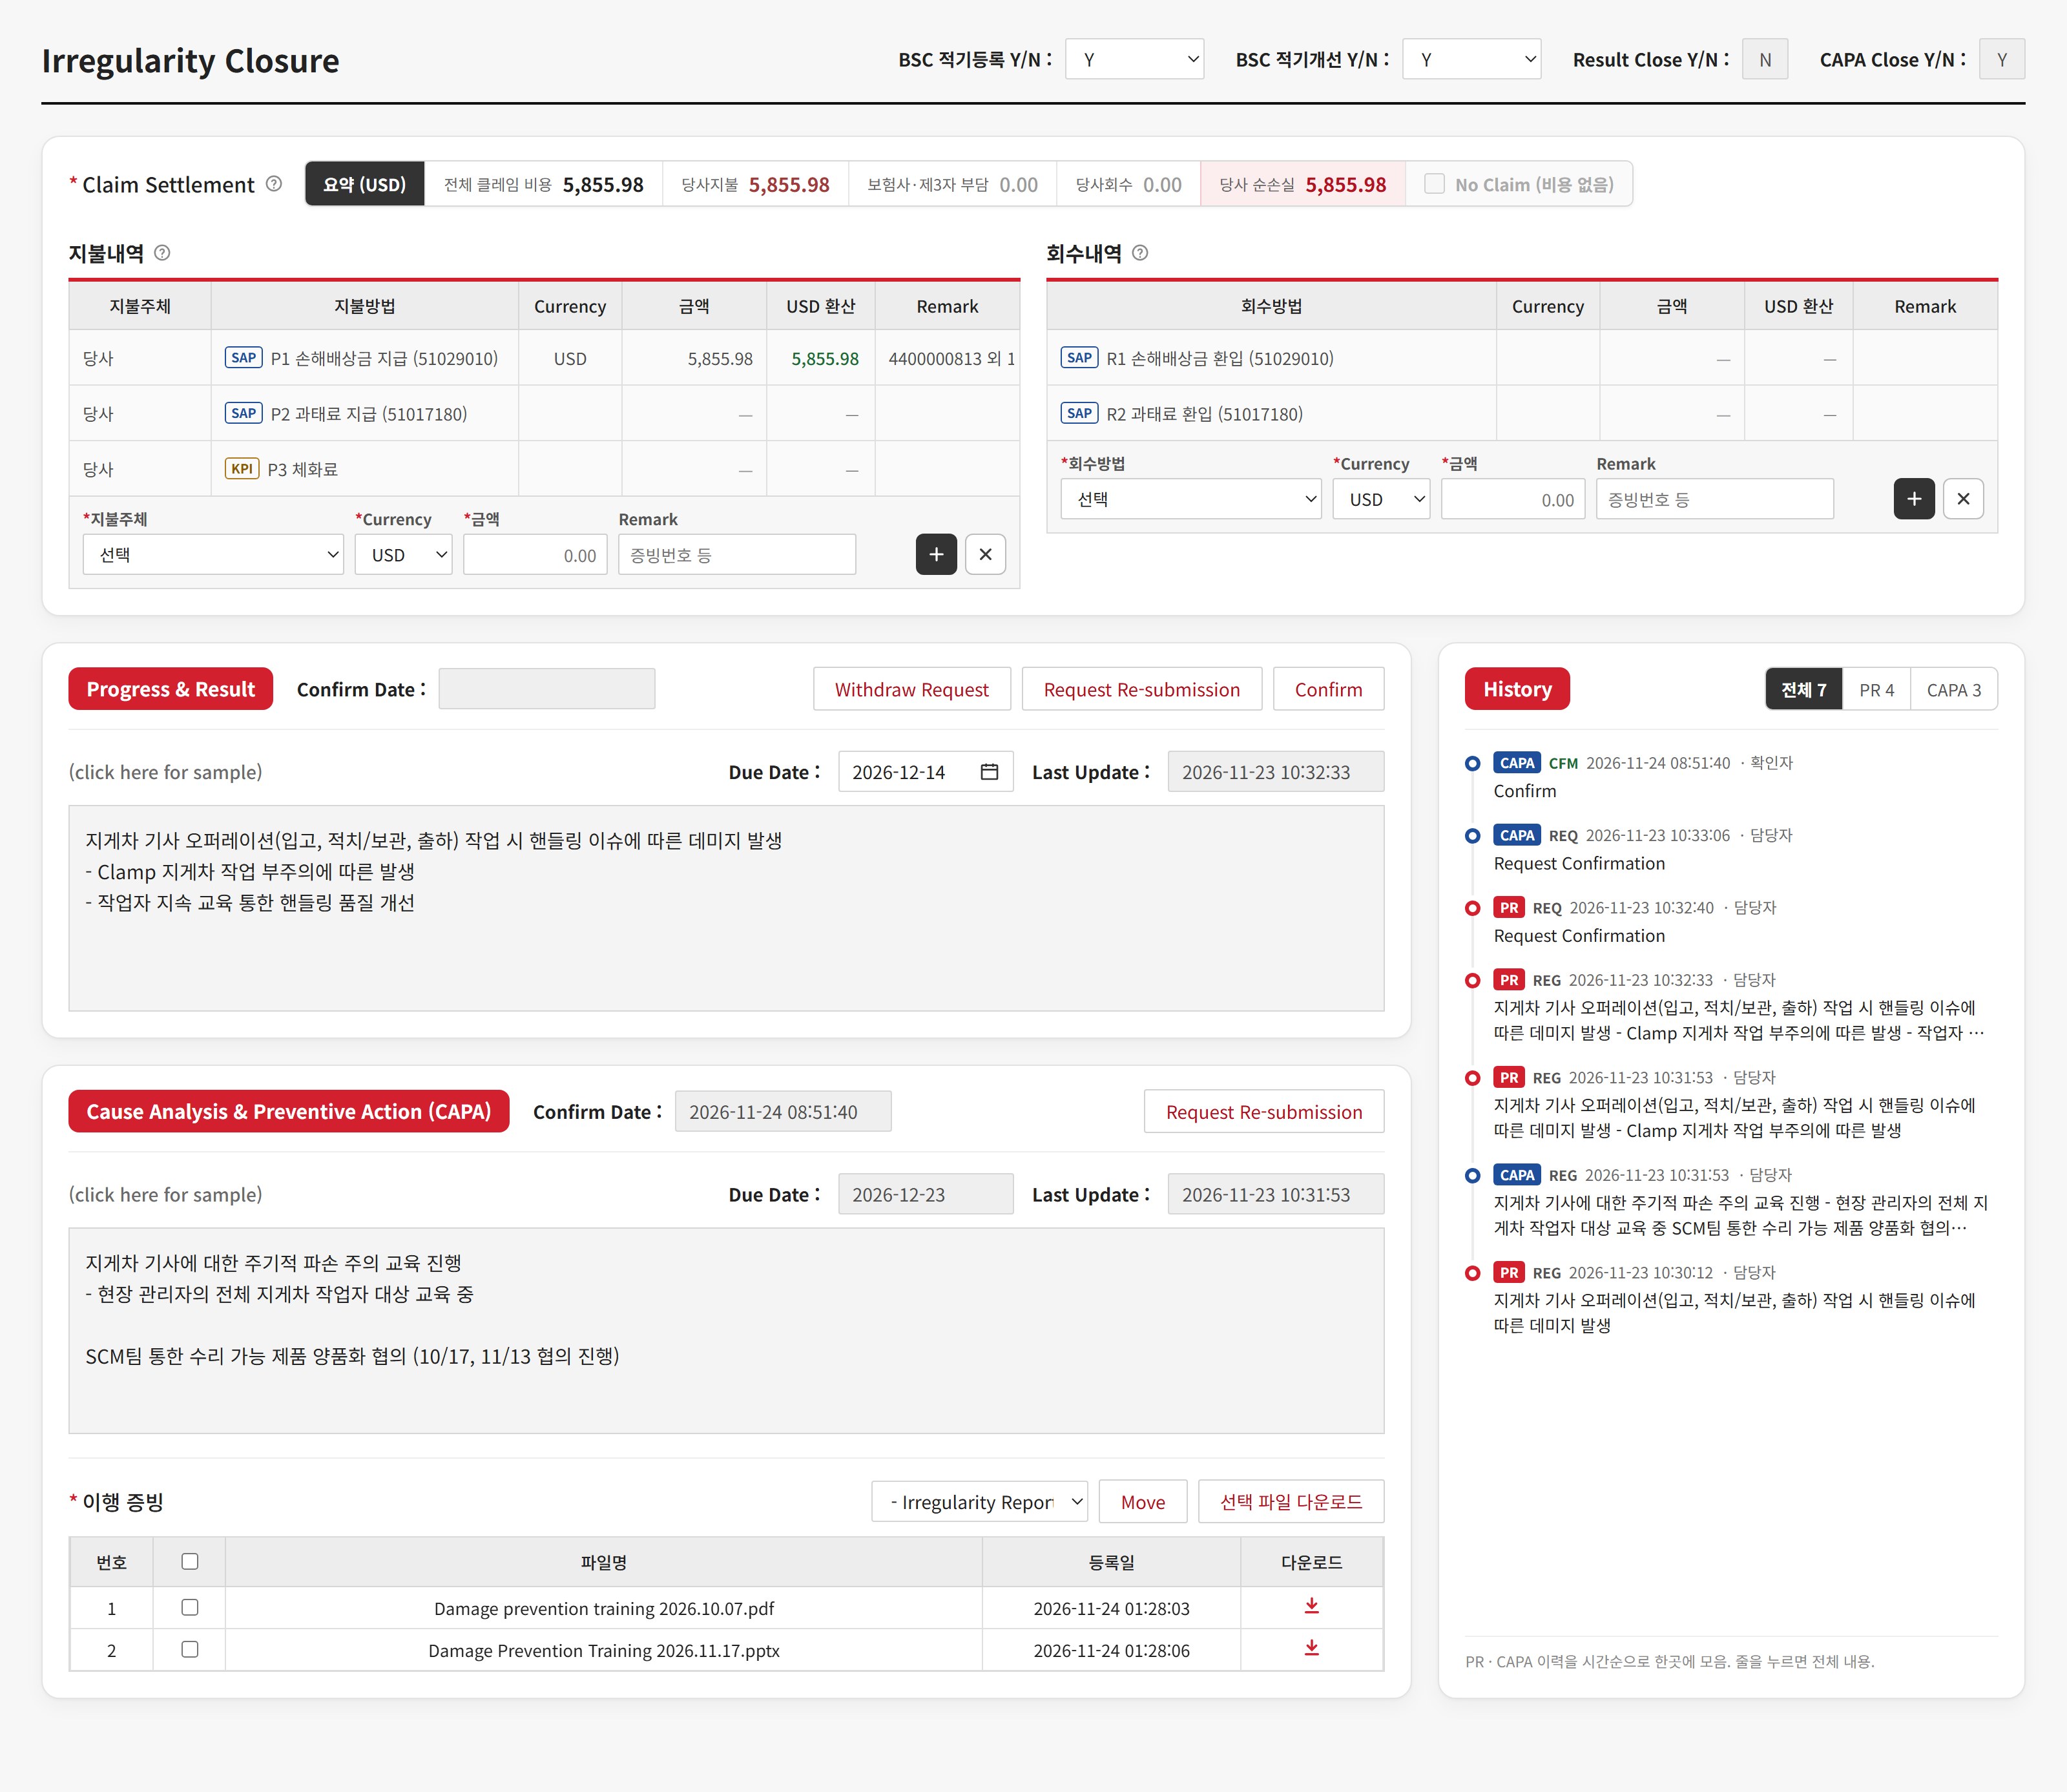 Irregularity Closure
BSC 적기등록 Y/N : Y BSC 적기개선 Y/N : Y Result Close Y/N : N CAPA Close Y/N : Y
* Claim Settlement ? 요약 (USD) 전체 클레임 비용 5,855.98 당사지불 5,855.98 보험사·제3자 부담 0.00 당사회수 0.00 당사 순손실 5,855.98 No Claim (비용 없음)
지불내역 ?
지불주체 지불방법 Currency 금액 USD 환산 Remark
당사 SAP P1 손해배상금 지급 (51029010) USD 5,855.98 5,855.98 4400000813 외 1
당사 SAP P2 과태료 지급 (51017180) — —
당사 KPI P3 체화료 — —
*지불주체 *Currency *금액 Remark
선택 USD 0.00 증빙번호 등 + ×
회수내역 ?
회수방법 Currency 금액 USD 환산 Remark
SAP R1 손해배상금 환입 (51029010) — —
SAP R2 과태료 환입 (51017180) — —
*회수방법 *Currency *금액 Remark
선택 USD 0.00 증빙번호 등 + ×
Progress & Result Confirm Date : Withdraw Request Request Re-submission Confirm
(click here for sample) Due Date : 2026-12-14 Last Update : 2026-11-23 10:32:33
지게차 기사 오퍼레이션(입고, 적치/보관, 출하) 작업 시 핸들링 이슈에 따른 데미지 발생
- Clamp 지게차 작업 부주의에 따른 발생
- 작업자 지속 교육 통한 핸들링 품질 개선
Cause Analysis & Preventive Action (CAPA) Confirm Date : 2026-11-24 08:51:40 Request Re-submission
(click here for sample) Due Date : 2026-12-23 Last Update : 2026-11-23 10:31:53
지게차 기사에 대한 주기적 파손 주의 교육 진행
- 현장 관리자의 전체 지게차 작업자 대상 교육 중
SCM팀 통한 수리 가능 제품 양품화 협의 (10/17, 11/13 협의 진행)
* 이행 증빙 - Irregularity Repor Move 선택 파일 다운로드
번호 파일명 등록일 다운로드
1 Damage prevention training 2026.10.07.pdf 2026-11-24 01:28:03
2 Damage Prevention Training 2026.11.17.pptx 2026-11-24 01:28:06
History 전체 7 PR 4 CAPA 3
CAPA CFM 2026-11-24 08:51:40 · 확인자
Confirm
CAPA REQ 2026-11-23 10:33:06 · 담당자
Request Confirmation
PR REQ 2026-11-23 10:32:40 · 담당자
Request Confirmation
PR REG 2026-11-23 10:32:33 · 담당자
지게차 기사 오퍼레이션(입고, 적치/보관, 출하) 작업 시 핸들링 이슈에
따른 데미지 발생 - Clamp 지게차 작업 부주의에 따른 발생 - 작업자 …
PR REG 2026-11-23 10:31:53 · 담당자
지게차 기사 오퍼레이션(입고, 적치/보관, 출하) 작업 시 핸들링 이슈에
따른 데미지 발생 - Clamp 지게차 작업 부주의에 따른 발생
CAPA REG 2026-11-23 10:31:53 · 담당자
지게차 기사에 대한 주기적 파손 주의 교육 진행 - 현장 관리자의 전체 지
게차 작업자 대상 교육 중 SCM팀 통한 수리 가능 제품 양품화 협의…
PR REG 2026-11-23 10:30:12 · 담당자
지게차 기사 오퍼레이션(입고, 적치/보관, 출하) 작업 시 핸들링 이슈에
따른 데미지 발생
PR · CAPA 이력을 시간순으로 한곳에 모음. 줄을 누르면 전체 내용.